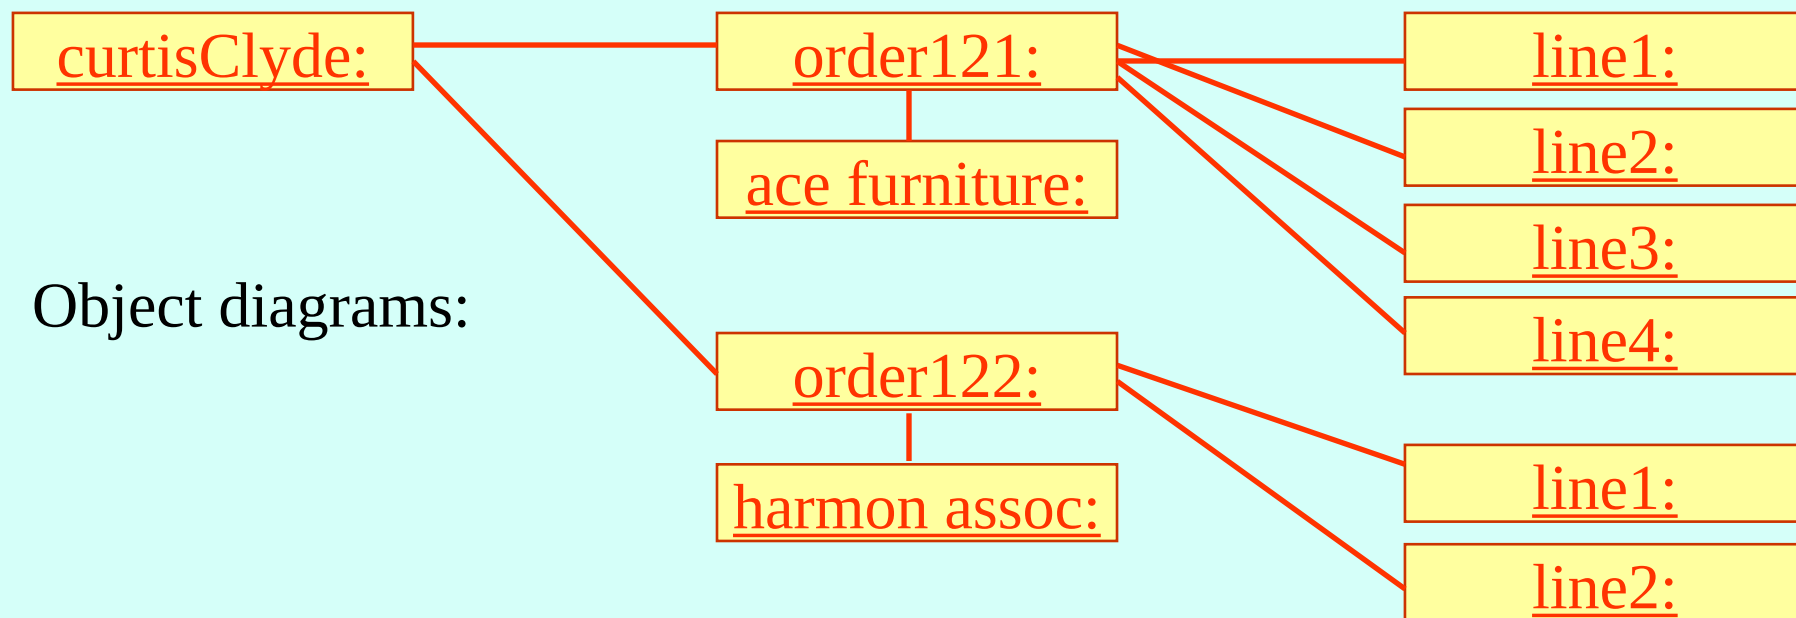 curtisClyde:
order121:
line1:
line2:
ace furniture:
line3:
Object diagrams:
line4:
order122:
line1:
harmon assoc:
line2: